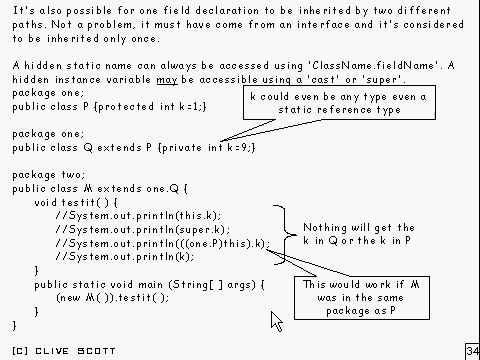 It's also possible for one field declaration to be inherited by two different
paths. Not a problem, it must have come from an interface and it's considered
to be inherited only once.
A hidden static name can always be accessed using 'ClassName.fieldName'. A
hidden instance variable may be accessible using a 'cast' or 'super'.
package one;
public class P {protected int k=1;}
k could even be any type even a
static reference type
package one;
public class Q extends P {private int k=9;}
package two;
public class M extends one.Q {
void testit( ) {
//System.out.println(this.k);
//System.out.println(super.k);
//System.out.println(((one.P)this).k);
//System.out.println(k);
}
Nothing will get the
k in Q or the k in P
public static void main (String[ ] args) {
(new M( )).testit( );
}
}
This would work if M
was in the same
package as P
[C] CLIVE SCOTT
34